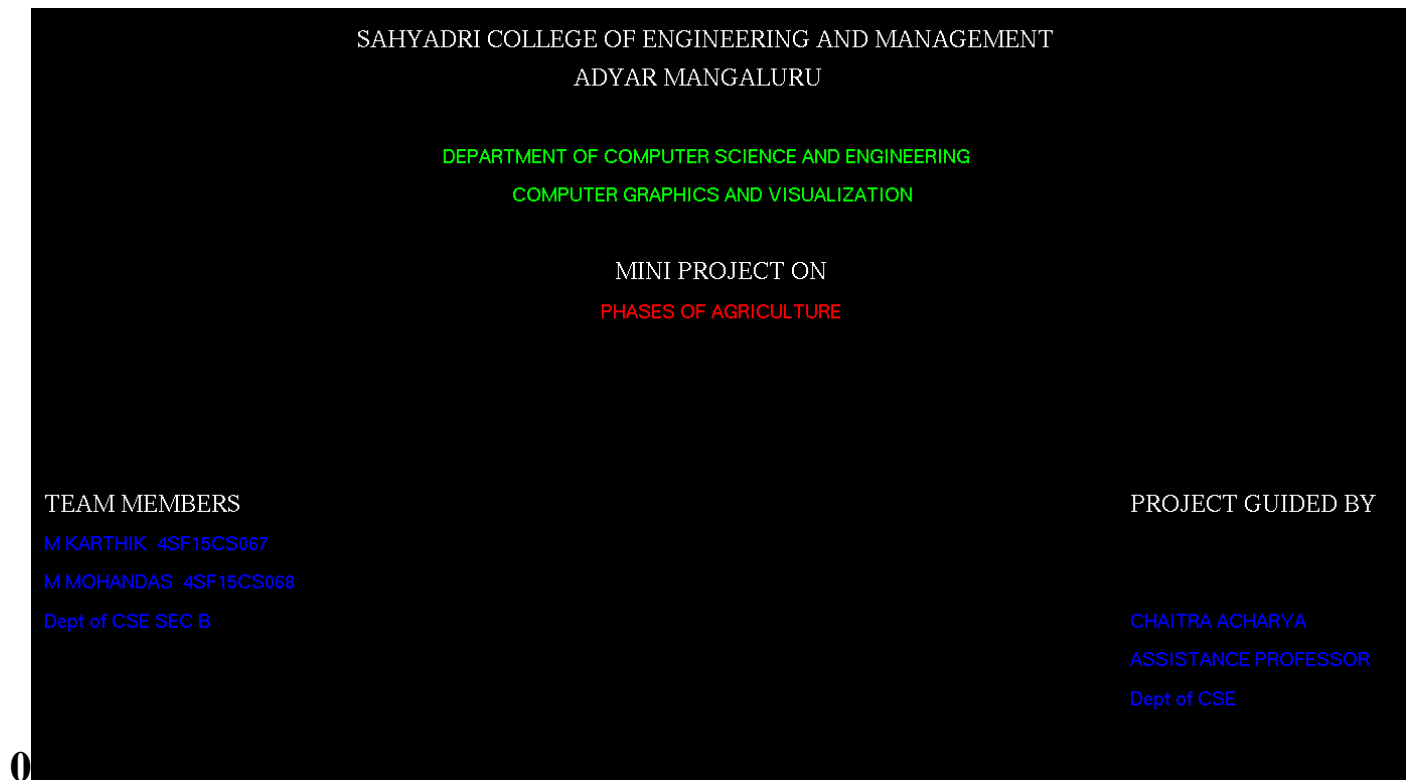 SAHYADRI COLLEGE OF ENGINEERING AND MANAGEMENT
ADYAR MANGALURU
DEPARTMENT OF COMPUTER SCIENCE AND ENGINEERING
COMPUTER GRAPHICS AND VISUALIZATION
MINI PROJECT ON
PHASES OF AGRICULTURE
TEAM MEMBERS
M KARTHIK 4SF15CS067
M MOHANDAS 4SF15CS068
Dept of CSE SEC B
PROJECT GUIDED BY
CHAITRA ACHARYA
ASSISTANCE PROFESSOR
Dept of CSE
0